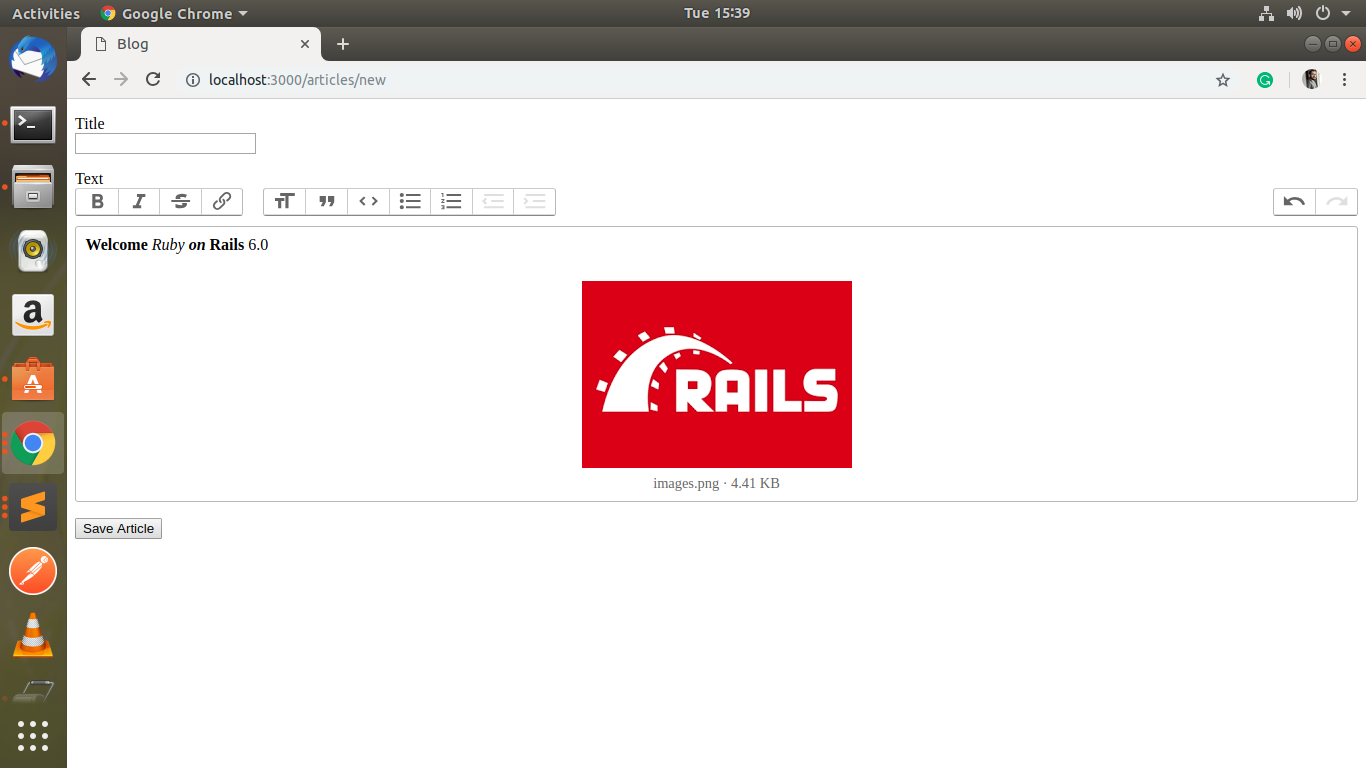 Activities Google Chrome Tue 15:39
Blog
localhost:3000/articles/new
Title
Text
Welcome Ruby on Rails 6.0
RAILS
images.png · 4.41 KB
Save Article